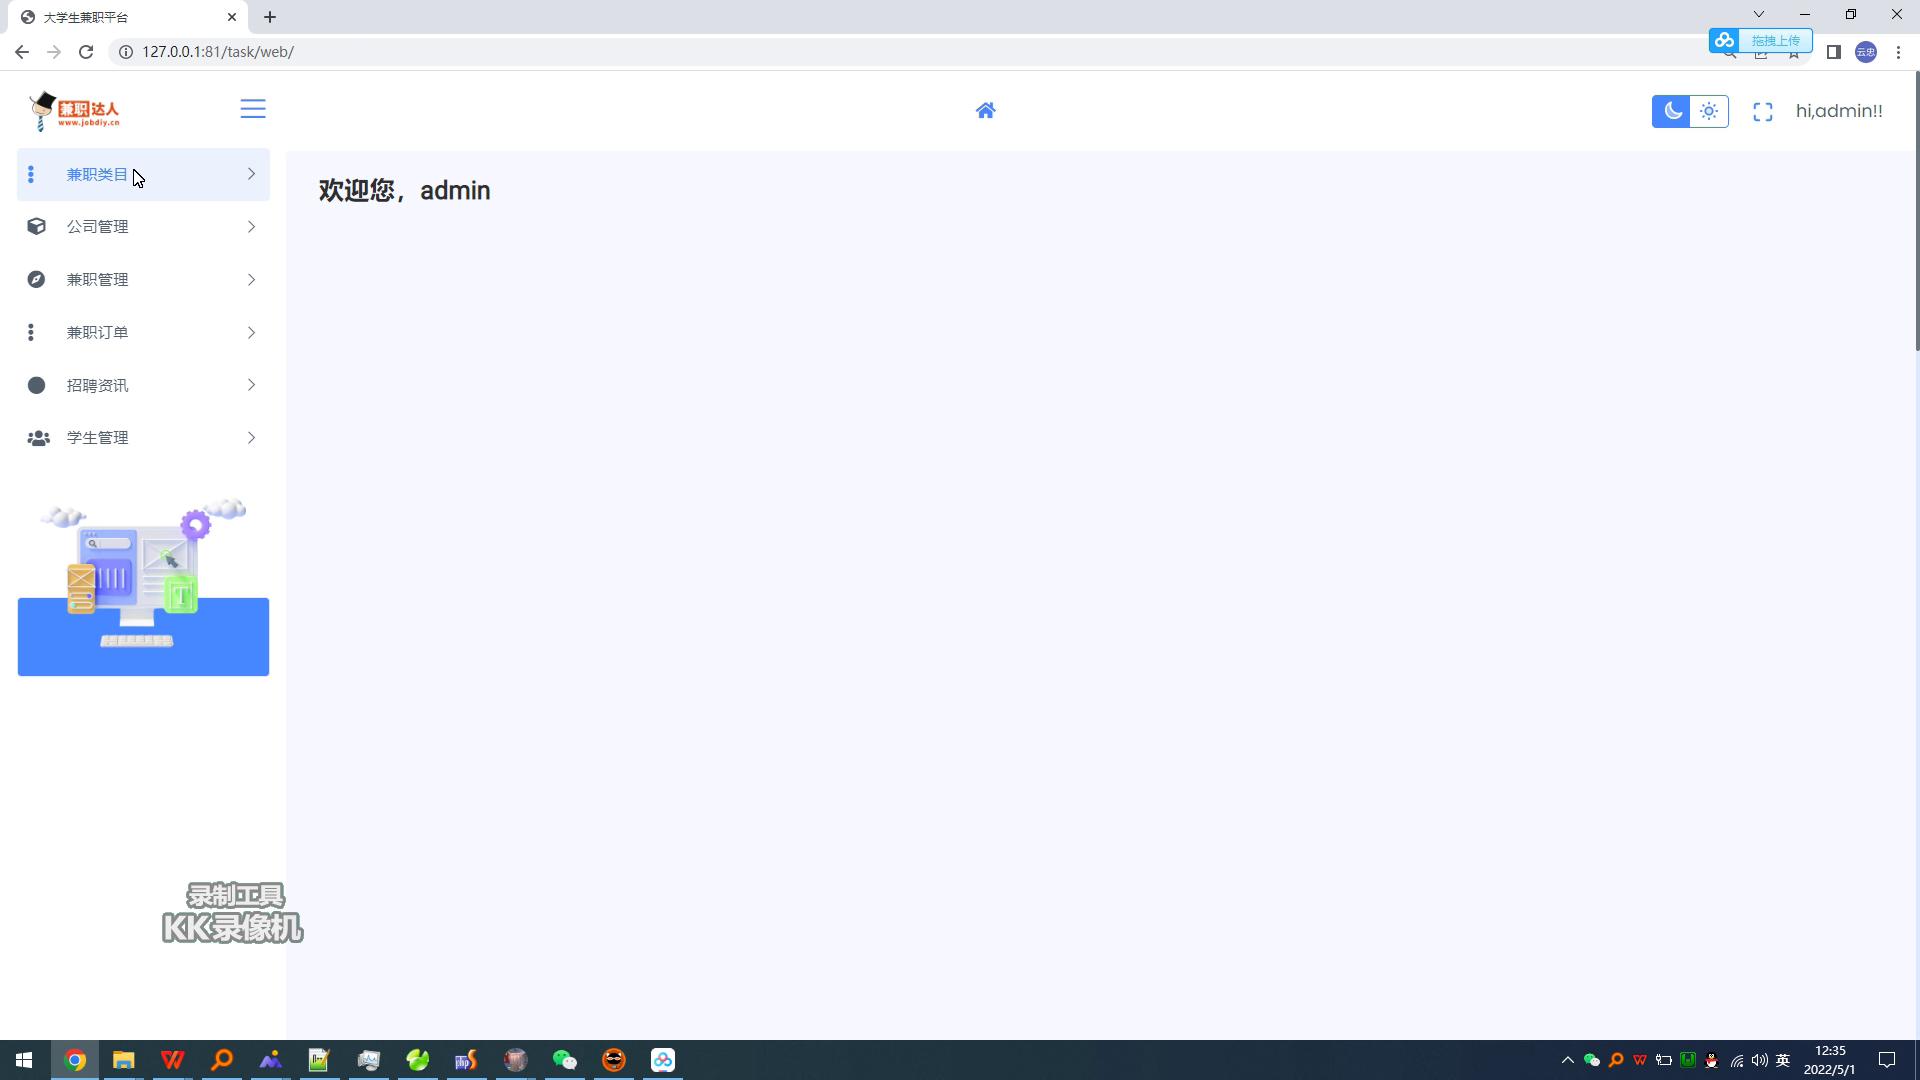 大学生兼职平台
127.0.0.1:81/task/web/
拖拽上传
云忠
兼职达人
www.jobdiy.cn
hi,admin!!
兼职类目
公司管理
兼职管理
兼职订单
招聘资讯
学生管理
欢迎您，admin
录制工具
KK录像机
英
12:35
2022/5/1